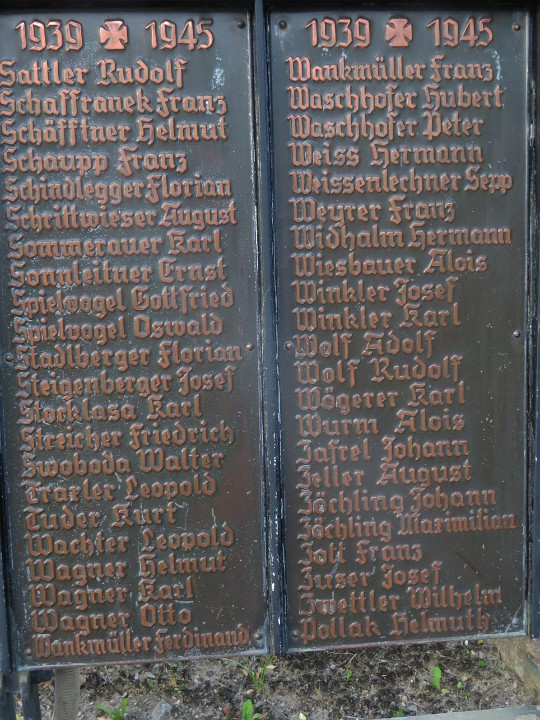 1939 1945
Sattler Rudolf
Schaffranek Franz
Schäfftner Helmut
Schaupp Franz
Schindlegger Florian
Schrittwieser August
Sommerauer Karl
Sonnleitner Ernst
Spielvogel Gottfried
Spielvogel Oswald
Stadlberger Florian
Steigenberger Josef
Stocklasa Karl
Streicher Friedrich
Swoboda Walter
Traxler Leopold
Tuder Kurt
Wachter Leopold
Wagner Helmut
Wagner Karl
Wagner Otto
Wankmüller Ferdinand
1939 1945
Wankmüller Franz
Waschhofer Hubert
Waschhofer Peter
Weiss Hermann
Weissenlechner Sepp
Weyrer Franz
Widhalm Hermann
Wiesbauer Alois
Winkler Josef
Winkler Karl
Wolf Adolf
Wolf Rudolf
Wögerer Karl
Wurm Alois
Zafrel Johann
Zeller August
Zöchling Johann
Zöchling Maximilian
Zott Franz
Zuser Josef
Zwettler Wilhelm
Pollak Helmuth